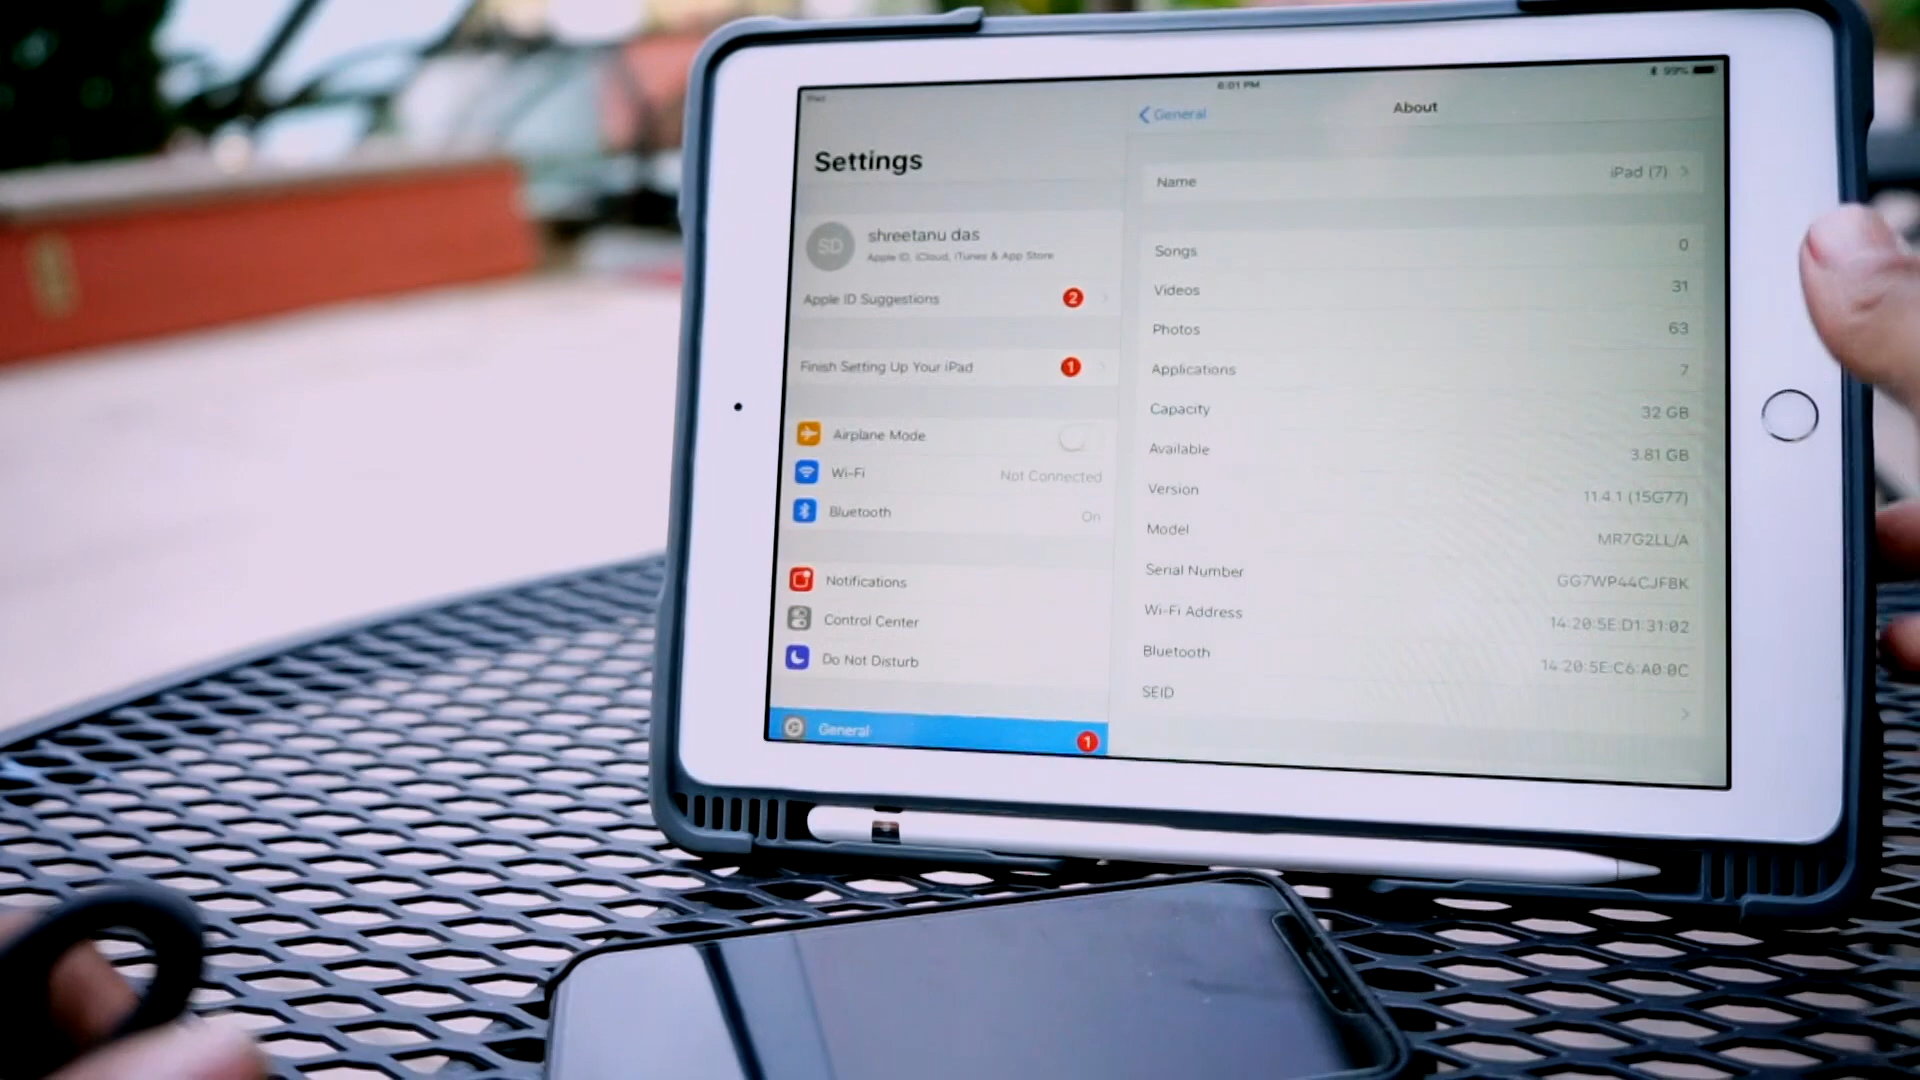 iPad
6:01 PM
99%
Settings
General
About
SD
shreetanu das
Apple ID, iCloud, iTunes & App Store
Apple ID Suggestions
2
Finish Setting Up Your iPad
1
Airplane Mode
Wi-Fi
Not Connected
Bluetooth
On
Notifications
Control Center
Do Not Disturb
General
1
Name
iPad (7)
Songs
0
Videos
31
Photos
63
Applications
7
Capacity
32 GB
Available
3.81 GB
Version
11.4.1 (15G77)
Model
MR7G2LL/A
Serial Number
GG7WP44CJF8K
Wi-Fi Address
14:20:5E:D1:31:02
Bluetooth
14:20:5E:C6:A0:0C
SEID